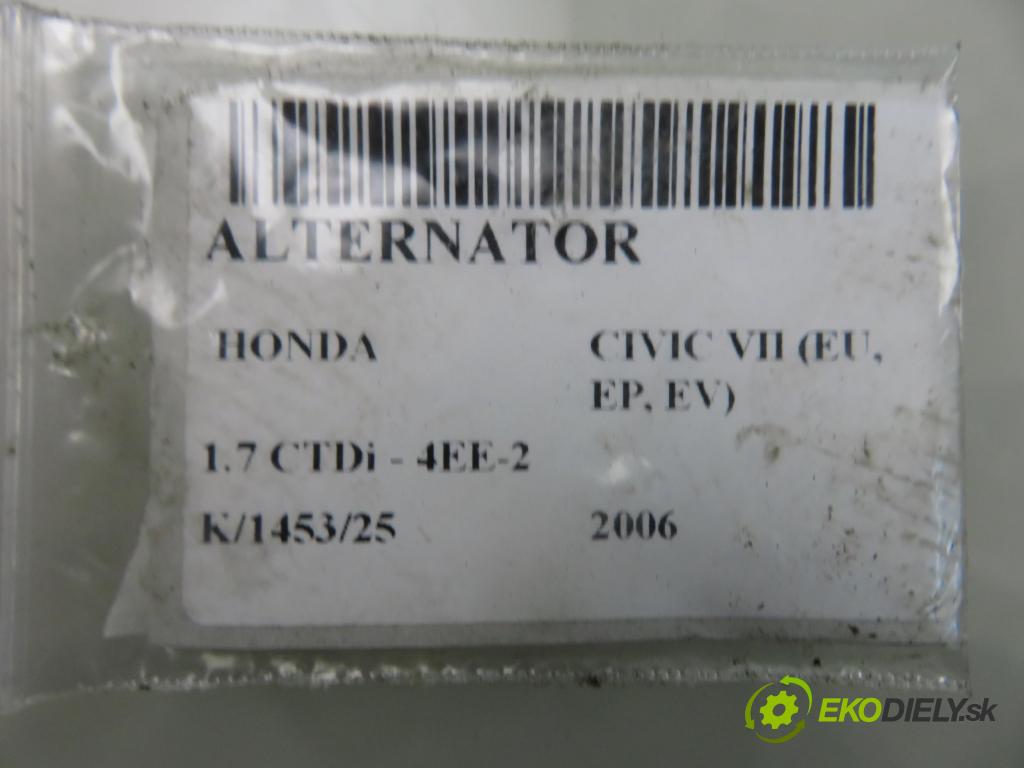 ALTERNATOR
HONDA CIVIC VII (EU,
EP, EV)
1.7 CTDi - 4EE-2
K/1453/25 2006
EKODIELY.sk